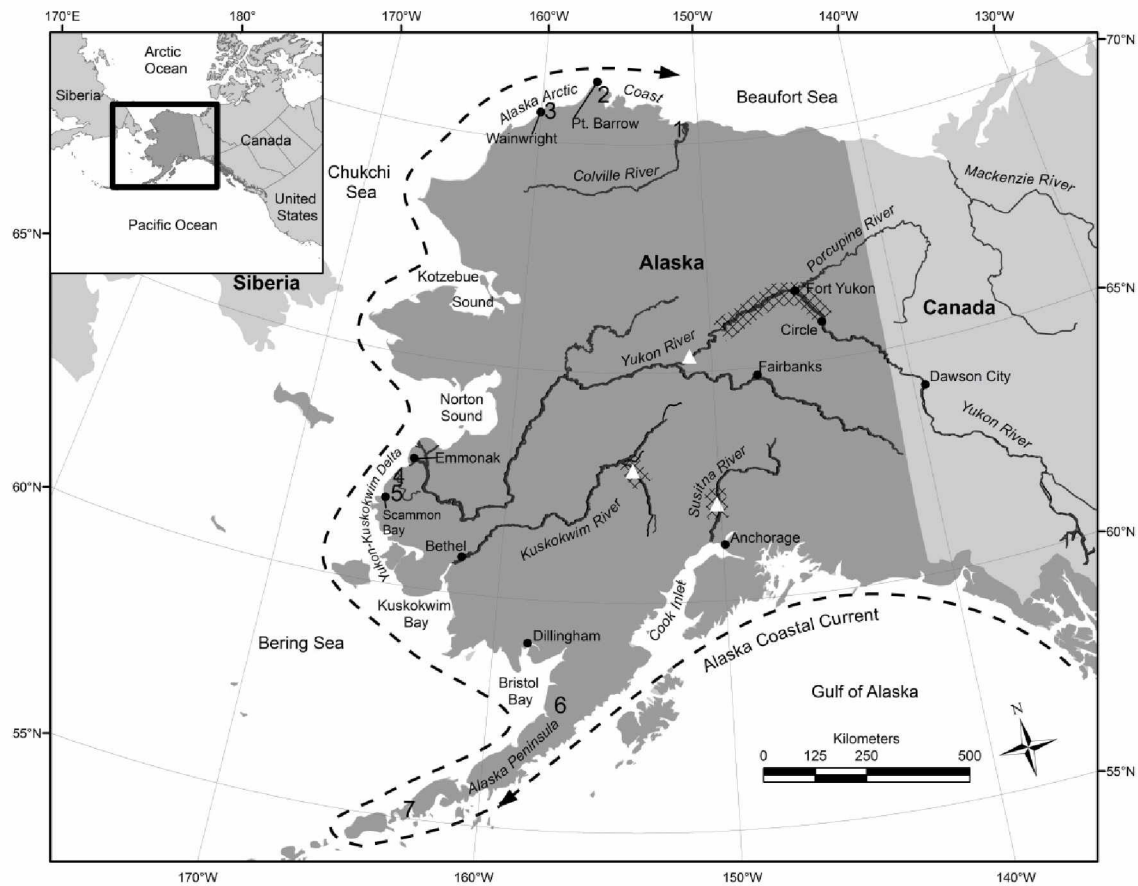 170°E
180°
170°W
160°W
150°W
140°W
130°W
70°N
Arctic
Ocean
Siberia
Canada
United
States
Pacific Ocean
Alaska Arctic
Coast
Beaufort Sea
3
2
Wainwright
Pt. Barrow
1
Chukchi
Sea
Colville River
Mackenzie River
65°N
Siberia
Kotzebue
Sound
Alaska
Porcupine River
Fort Yukon
65°N
Canada
Circle
Yukon River
Fairbanks
Dawson City
Norton
Sound
Yukon River
Emmonak
Susitna River
60°N
4
5
Scammon
Bay
Yukon-Kuskokwim Delta
Kuskokwim River
60°N
Bethel
Anchorage
Kuskokwim
Bay
Cook Inlet
Bering Sea
Dillingham
Alaska Coastal Current
Bristol
Bay
Gulf of Alaska
6
N
55°N
Alaska Peninsula
Kilometers
0 125 250 500
55°N
7
170°W
160°W
150°W
140°W